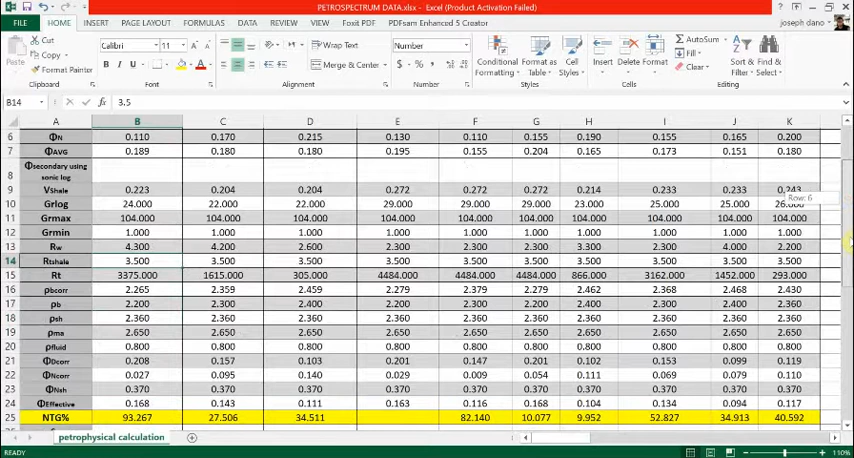 PETROSPECTRUM DATA.xlsx - Excel (Product Activation Failed)
FILE HOME INSERT PAGE LAYOUT FORMULAS DATA REVIEW VIEW FOXIT PDF PDFsam Enhanced 5 Creator joseph dano
Cut Calibri 11 Wrap Text Number AutoSum
Copy Fill
Paste Format Painter B I U Merge & Center $ % , Conditional Formatting Format as Table Cell Styles Insert Delete Format Clear Sort & Filter Find & Select
Clipboard Font Alignment Number Styles Cells Editing
B14 fx 3.5
A B C D E F G H I J K
6 ΦN 0.110 0.170 0.215 0.130 0.110 0.155 0.190 0.155 0.165 0.200
7 ΦAVG 0.189 0.180 0.180 0.195 0.155 0.204 0.165 0.173 0.151 0.180
8 Φsecondary using sonic log
9 Vshale 0.223 0.204 0.204 0.272 0.272 0.272 0.214 0.233 0.233 0.243
Row: 6
10 Grlog 24.000 22.000 22.000 29.000 29.000 29.000 23.000 25.000 25.000 26.000
11 Grmax 104.000 104.000 104.000 104.000 104.000 104.000 104.000 104.000 104.000 104.000
12 Grmin 1.000 1.000 1.000 1.000 1.000 1.000 1.000 1.000 1.000 1.000
13 Rw 4.300 4.200 2.600 2.300 2.300 2.300 3.300 2.300 4.000 2.200
14 Rtshale 3.500 3.500 3.500 3.500 3.500 3.500 3.500 3.500 3.500 3.500
15 Rt 3375.000 1615.000 305.000 4484.000 4484.000 4484.000 866.000 3162.000 1452.000 293.000
16 ρbcorr 2.265 2.359 2.459 2.279 2.379 2.279 2.462 2.368 2.468 2.430
17 ρb 2.200 2.300 2.400 2.200 2.300 2.200 2.400 2.300 2.400 2.360
18 ρsh 2.360 2.360 2.360 2.360 2.360 2.360 2.360 2.360 2.360 2.360
19 ρma 2.650 2.650 2.650 2.650 2.650 2.650 2.650 2.650 2.650 2.650
20 ρfluid 0.800 0.800 0.800 0.800 0.800 0.800 0.800 0.800 0.800 0.800
21 ΦDcorr 0.208 0.157 0.103 0.201 0.147 0.201 0.102 0.153 0.099 0.119
22 ΦNcorr 0.027 0.095 0.140 0.029 0.009 0.054 0.111 0.069 0.079 0.110
23 ΦNsh 0.370 0.370 0.370 0.370 0.370 0.370 0.370 0.370 0.370 0.370
24 ΦEffective 0.168 0.143 0.111 0.163 0.116 0.168 0.104 0.134 0.094 0.117
25 NTG% 93.267 27.506 34.511 82.140 10.077 9.952 52.827 34.913 40.592
petrophysical calculation
READY 110%